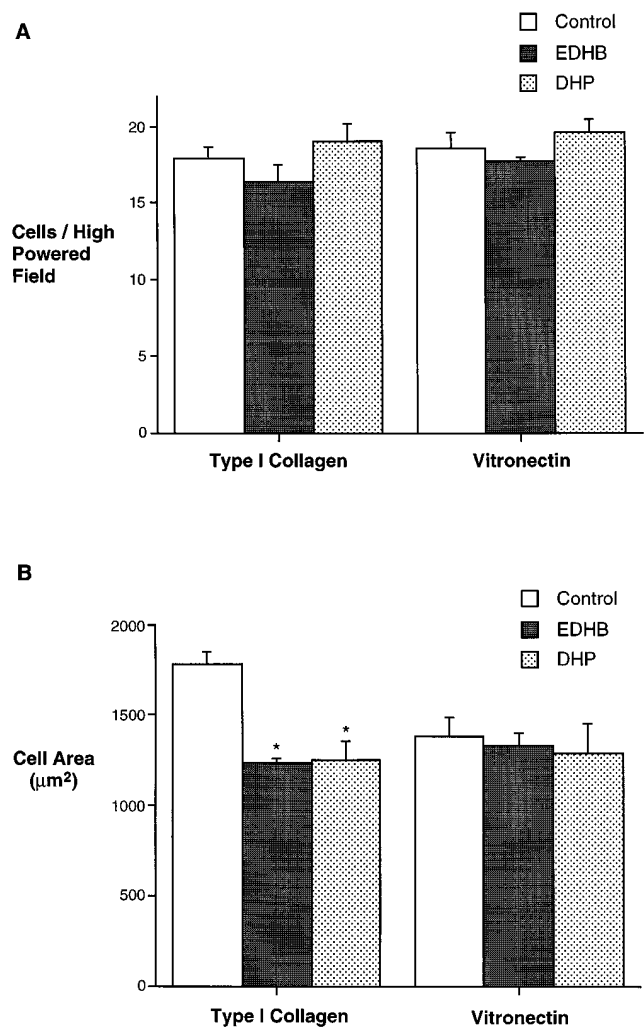 A
Control
EDHB
DHP
20
15
10
5
0
Cells / High
Powered
Field
Type I Collagen
Vitronectin
B
Control
EDHB
DHP
2000
1500
1000
500
0
Cell Area
(μm²)
*
*
Type I Collagen
Vitronectin